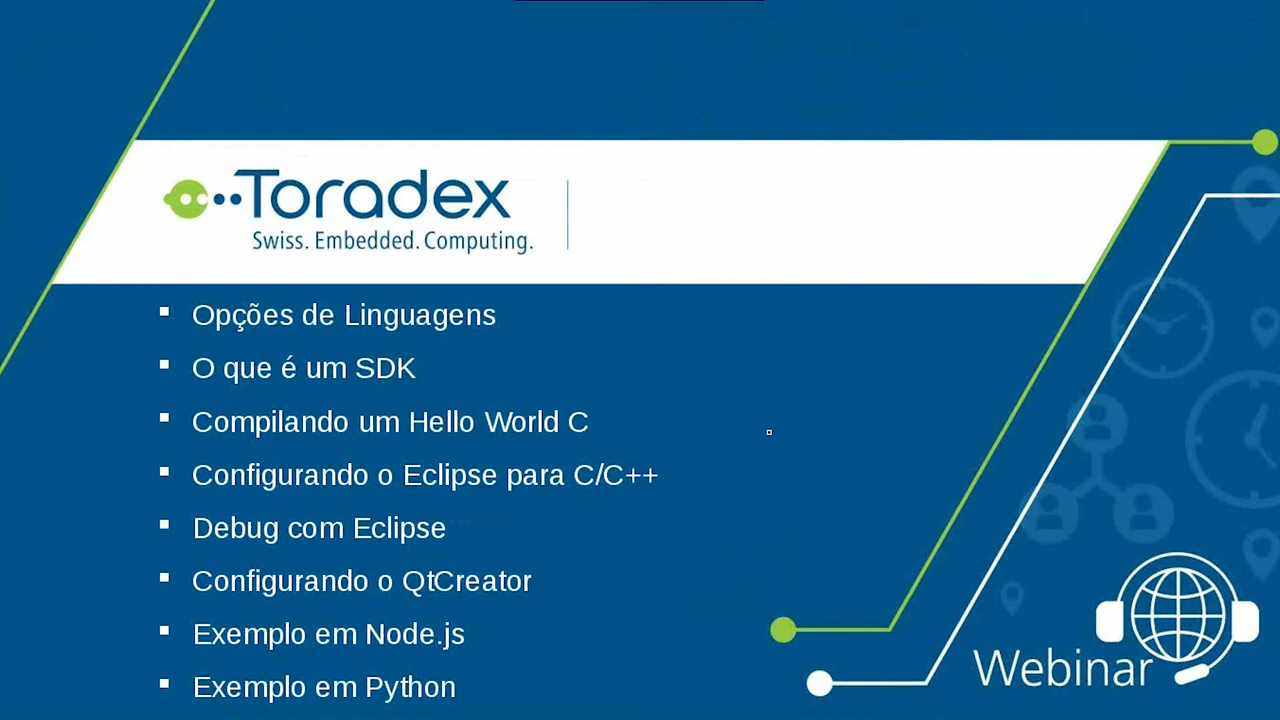 Toradex
Swiss. Embedded. Computing.
Opções de Linguagens
O que é um SDK
Compilando um Hello World C
Configurando o Eclipse para C/C++
Debug com Eclipse
Configurando o QtCreator
Exemplo em Node.js
Exemplo em Python
Webinar